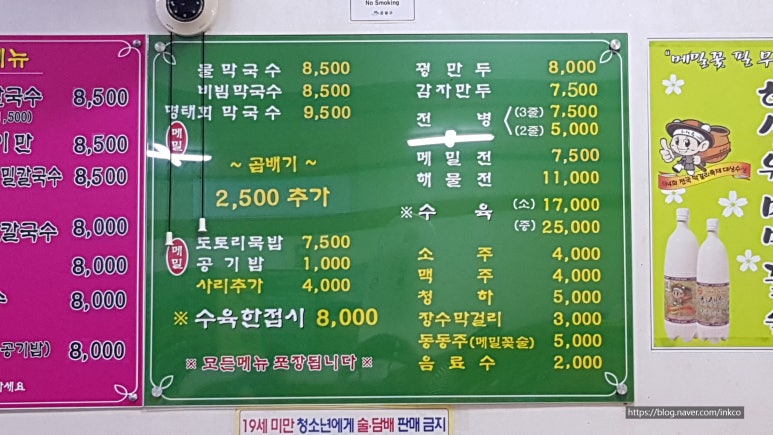 No Smoking
메뉴
칼국수 8,500
8,500
8,500
밀칼국수 8,500
칼국수 8,000
8,000
8,000
공기밥) 8,000
물막국수 8,500
비빔막국수 8,500
명태회 막국수 9,500
메밀
~ 곱배기 ~
2,500 추가
메밀
도토리묵밥 7,500
공기밥 1,000
사리추가 4,000
※ 수육한접시 8,000
※ 모든메뉴 포장됩니다 ※
꿩만두 8,000
감자만두 7,500
전병 (3줄) 7,500
(2줄) 5,000
메밀전 7,500
해물전 11,000
※ 수육 (소) 17,000
(중) 25,000
소주 4,000
맥주 4,000
청하 5,000
장수막걸리 3,000
동동주(메밀꽃술) 5,000
음료수 2,000
"메밀꽃 필 무
19세 미만 청소년에게 술·담배 판매 금지
https://blog.naver.com/inkco